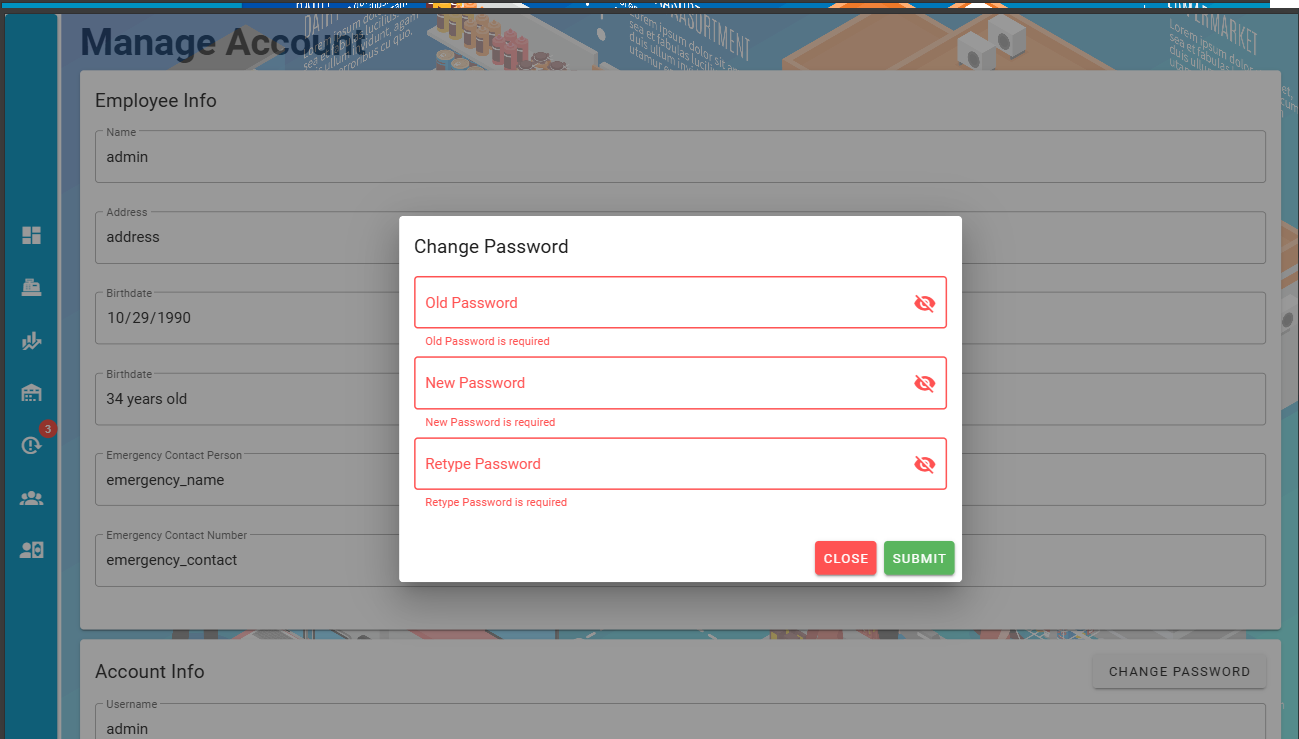 Manage Account
SUPERMARKET
Employee Info
Name
admin
Address
address
Birthdate
10/29/1990
Birthdate
34 years old
Emergency Contact Person
emergency_name
Emergency Contact Number
emergency_contact
3
Change Password
Old Password
Old Password is required
New Password
New Password is required
Retype Password
Retype Password is required
CLOSE
SUBMIT
Account Info
CHANGE PASSWORD
Username
admin